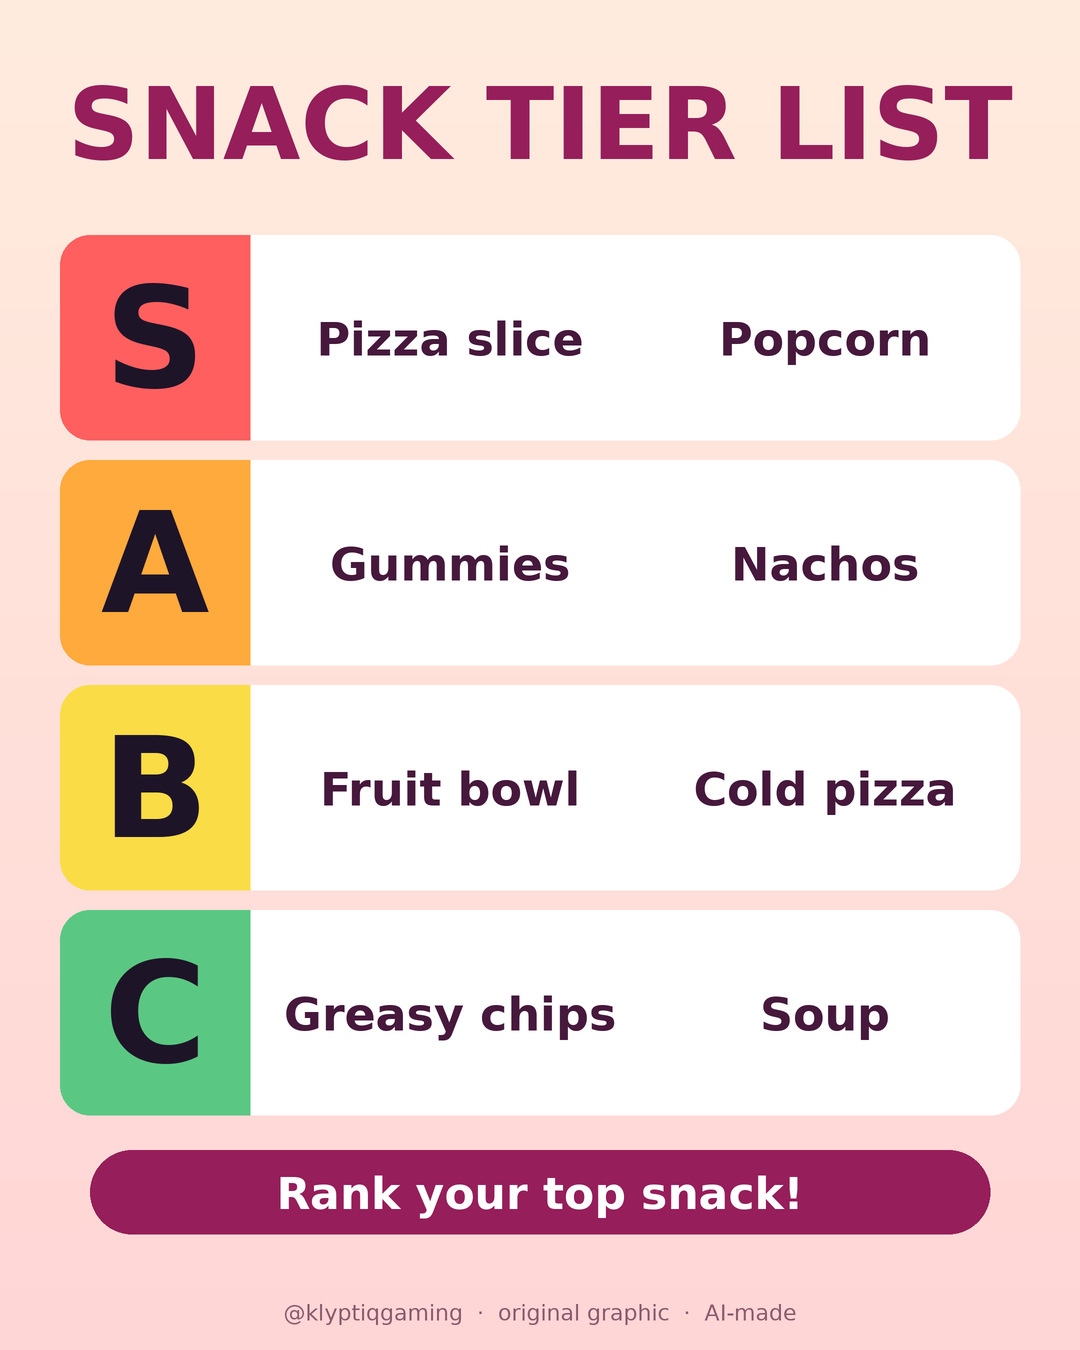 SNACK TIER LIST
S
Pizza slice Popcorn
A
Gummies Nachos
B
Fruit bowl Cold pizza
C
Greasy chips Soup
Rank your top snack!
@klyptiqgaming · original graphic · AI-made